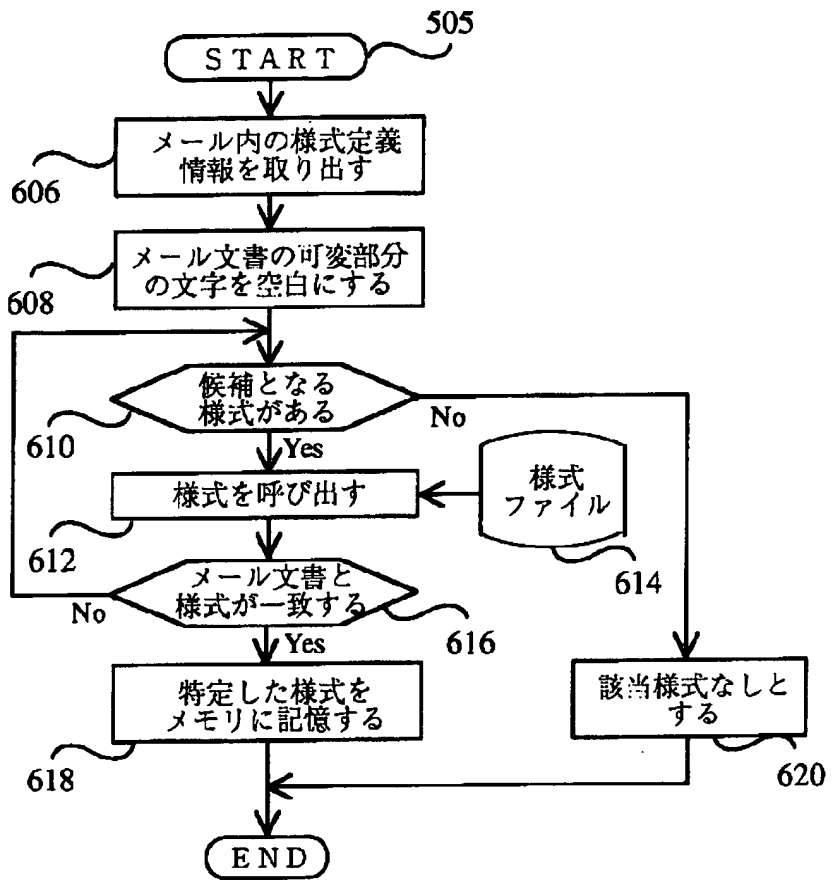 START
505
メール内の様式定義
情報を取り出す
606
メール文書の可変部分
の文字を空白にする
608
候補となる
様式がある
610
No
Yes
様式を呼び出す
612
様式
ファイル
614
メール文書と
様式が一致する
No
616
Yes
特定した様式を
メモリに記憶する
618
該当様式なしと
する
620
END